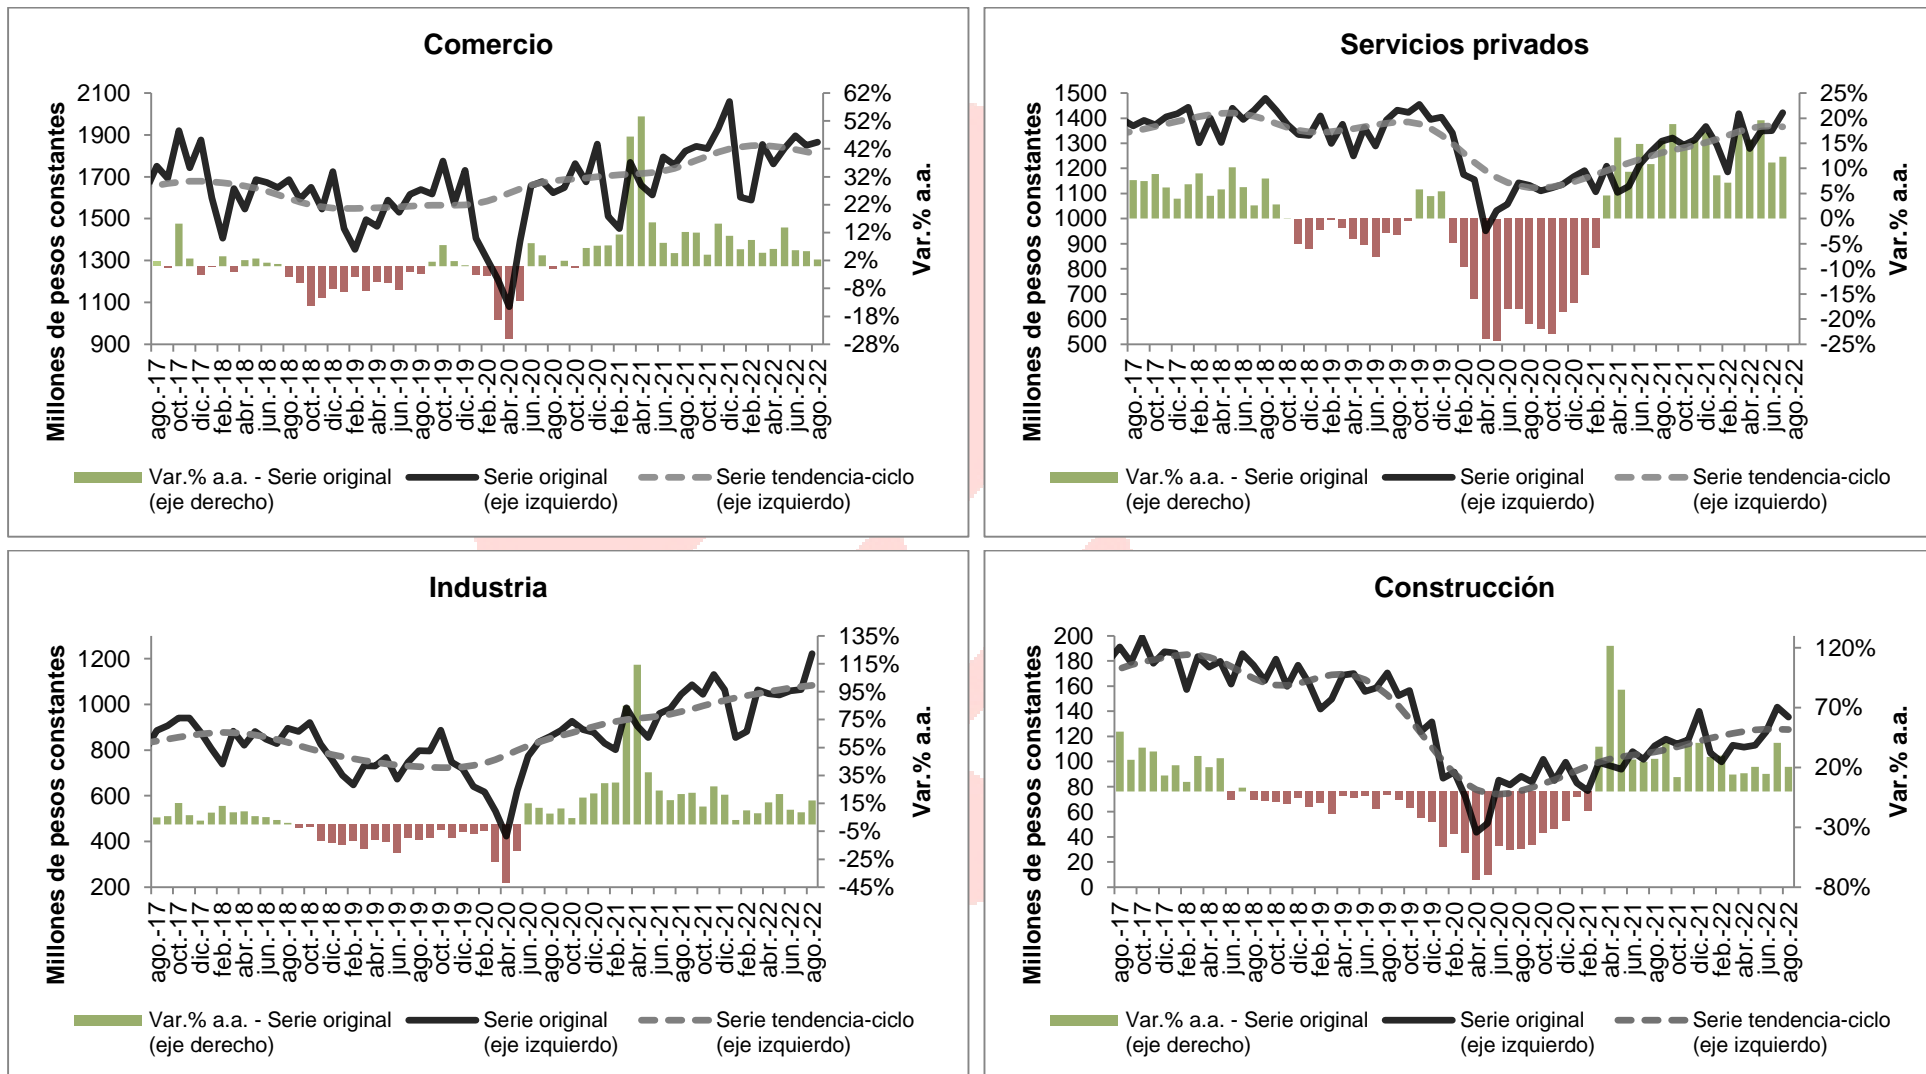 Comercio
Millones de pesos constantes
2100
1900
1700
1500
1300
1100
900
62%
52%
42%
32%
22%
12%
2%
-8%
-18%
-28%
Var.% a.a.
ago.-17
oct.-17
dic.-17
feb.-18
abr.-18
jun.-18
ago.-18
oct.-18
dic.-18
feb.-19
abr.-19
jun.-19
ago.-19
oct.-19
dic.-19
feb.-20
abr.-20
jun.-20
ago.-20
oct.-20
dic.-20
feb.-21
abr.-21
jun.-21
ago.-21
oct.-21
dic.-21
feb.-22
abr.-22
jun.-22
ago.-22
Var.% a.a. - Serie original
(eje derecho)
Serie original
(eje izquierdo)
Serie tendencia-ciclo
(eje izquierdo)
Servicios privados
Millones de pesos constantes
1500
1400
1300
1200
1100
1000
900
800
700
600
500
25%
20%
15%
10%
5%
0%
-5%
-10%
-15%
-20%
-25%
Var.% a.a.
ago.-17
oct.-17
dic.-17
feb.-18
abr.-18
jun.-18
ago.-18
oct.-18
dic.-18
feb.-19
abr.-19
jun.-19
ago.-19
oct.-19
dic.-19
feb.-20
abr.-20
jun.-20
ago.-20
oct.-20
dic.-20
feb.-21
abr.-21
jun.-21
ago.-21
oct.-21
dic.-21
feb.-22
abr.-22
jun.-22
ago.-22
Var.% a.a. - Serie original
(eje derecho)
Serie original
(eje izquierdo)
Serie tendencia-ciclo
(eje izquierdo)
Industria
Millones de pesos constantes
1200
1000
800
600
400
200
135%
115%
95%
75%
55%
35%
15%
-5%
-25%
-45%
Var.% a.a.
ago.-17
oct.-17
dic.-17
feb.-18
abr.-18
jun.-18
ago.-18
oct.-18
dic.-18
feb.-19
abr.-19
jun.-19
ago.-19
oct.-19
dic.-19
feb.-20
abr.-20
jun.-20
ago.-20
oct.-20
dic.-20
feb.-21
abr.-21
jun.-21
ago.-21
oct.-21
dic.-21
feb.-22
abr.-22
jun.-22
ago.-22
Var.% a.a. - Serie original
(eje derecho)
Serie original
(eje izquierdo)
Serie tendencia-ciclo
(eje izquierdo)
Construcción
Millones de pesos constantes
200
180
160
140
120
100
80
60
40
20
0
120%
70%
20%
-30%
-80%
Var.% a.a.
ago.-17
oct.-17
dic.-17
feb.-18
abr.-18
jun.-18
ago.-18
oct.-18
dic.-18
feb.-19
abr.-19
jun.-19
ago.-19
oct.-19
dic.-19
feb.-20
abr.-20
jun.-20
ago.-20
oct.-20
dic.-20
feb.-21
abr.-21
jun.-21
ago.-21
oct.-21
dic.-21
feb.-22
abr.-22
jun.-22
ago.-22
Var.% a.a. - Serie original
(eje derecho)
Serie original
(eje izquierdo)
Serie tendencia-ciclo
(eje izquierdo)